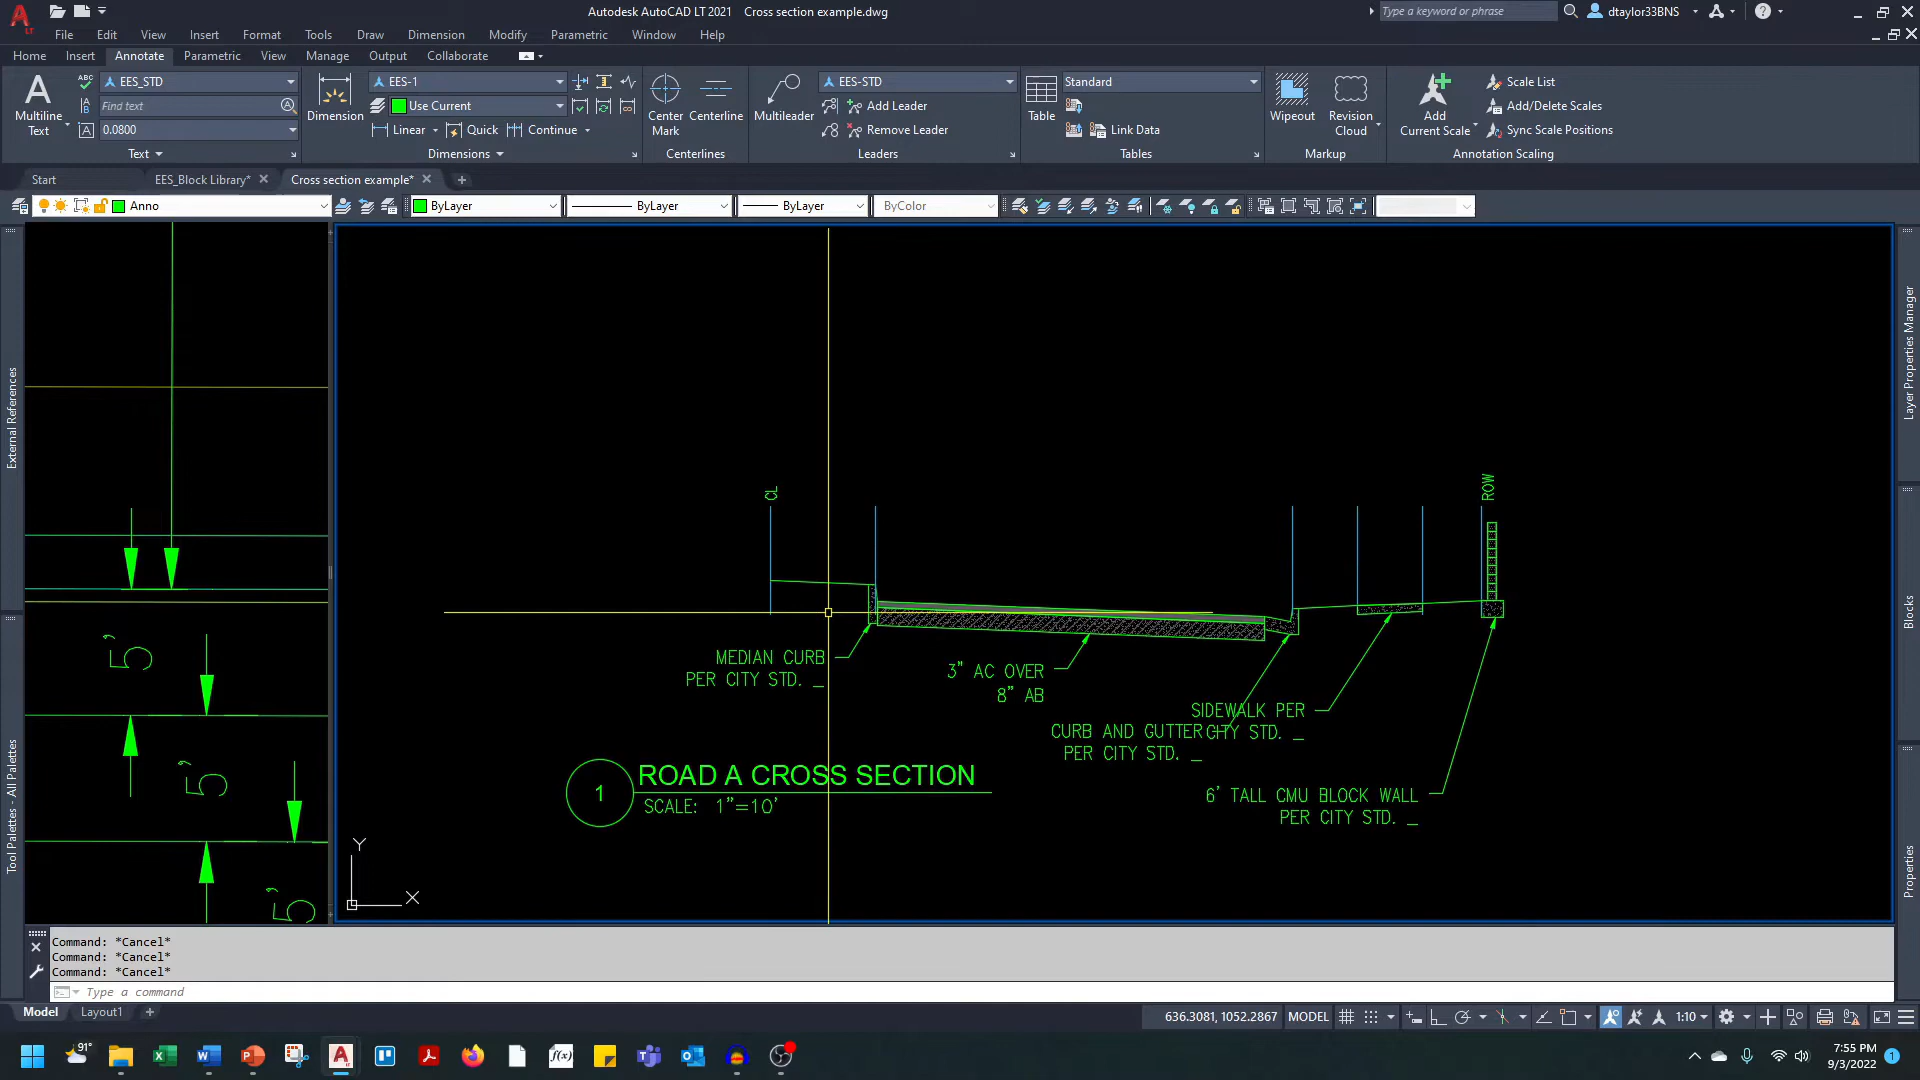 Autodesk AutoCAD LT 2021 Cross section example.dwg
Type a keyword or phrase
dtaylor33BNS
LT
File Edit View Insert Format Tools Draw Dimension Modify Parametric Window Help
Home Insert Annotate Parametric View Manage Output Collaborate
Multiline
Text
ABC
EES_STD
Find text
0.0800
Text
Dimension
EES-1
Use Current
Linear Quick Continue
Dimensions
Center
Mark
Centerline
Centerlines
Multileader
EES-STD
Add Leader
Remove Leader
Leaders
Table
Standard
Link Data
Tables
Wipeout
Revision
Cloud
Markup
Add
Current Scale
Scale List
Add/Delete Scales
Sync Scale Positions
Annotation Scaling
Start EES_Block Library* Cross section example*
Anno ByLayer ByLayer ByLayer ByColor
External References
Tool Palettes - All Palettes
Layer Properties Manager
Blocks
Properties
5'
5'
5'
CL
ROW
MEDIAN CURB
PER CITY STD. _
3" AC OVER
8" AB
SIDEWALK PER
CITY STD. _
CURB AND GUTTER
PER CITY STD. _
6' TALL CMU BLOCK WALL
PER CITY STD. _
1
ROAD A CROSS SECTION
SCALE: 1"=10'
Y
X
Command: *Cancel*
Command: *Cancel*
Command: *Cancel*
Type a command
Model Layout1
636.3081, 1052.2867 MODEL 1:10
91°
f(x)
7:55 PM
9/3/2022
1